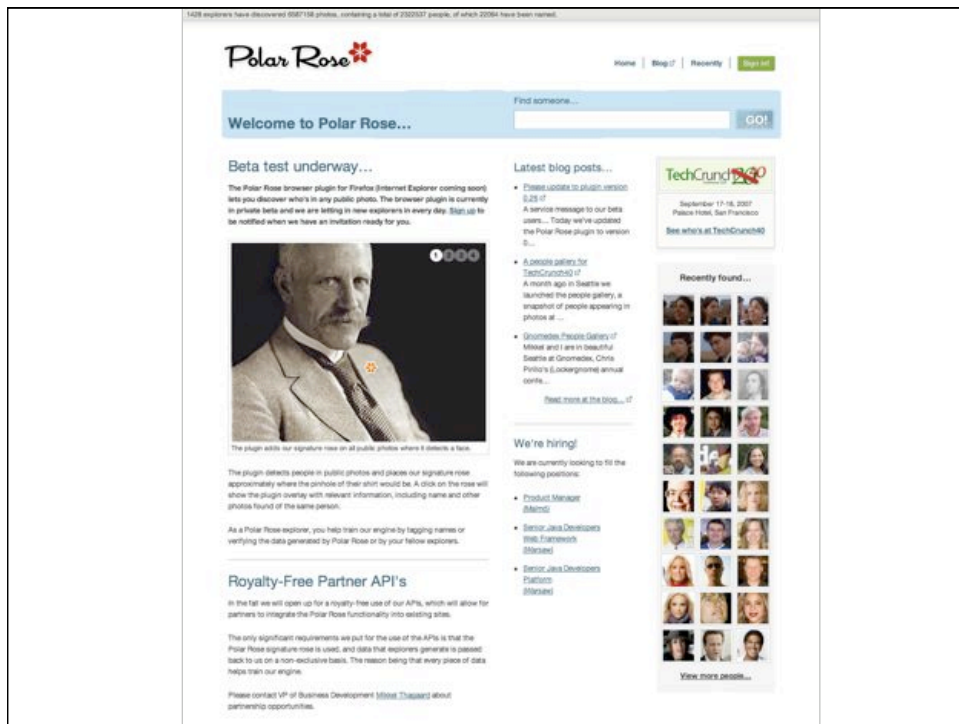 1428 explorers have discovered 6587158 photos, containing a total of 2322537 people, of which 22094 have been named.
Polar Rose
Home | Blog | Recently | Sign in!
Find someone...
Welcome to Polar Rose...
GO!
Beta test underway...
The Polar Rose browser plugin for Firefox (Internet Explorer coming soon)
lets you discover who's in any public photo. The browser plugin is currently
in private beta and we are letting in new explorers in every day. Sign up to
be notified when we have an invitation ready for you.
1 2 3 4
The plugin adds our signature rose on all public photos where it detects a face.
The plugin detects people in public photos and places our signature rose
approximately where the pinhole of their shirt would be. A click on the rose will
show the plugin overlay with relevant information, including name and other
photos found of the same person.
As a Polar Rose explorer, you help train our engine by tagging names or
verifying the data generated by Polar Rose or by your fellow explorers.
Royalty-Free Partner API's
In the fall we will open up for a royalty-free use of our APIs, which will allow for
partners to integrate the Polar Rose functionality into existing sites.
The only significant requirements we put for the use of the APIs is that the
Polar Rose signature rose is used, and data that explorers generate is passed
back to us on a non-exclusive basis. The reason being that every piece of data
helps train our engine.
Please contact VP of Business Development Mikkel Thagaard about
partnership opportunities.
Latest blog posts...
Please update to plugin version
0.25
A service message to our beta
users... Today we've updated
the Polar Rose plugin to version
0...
A people gallery for
TechCrunch40
A month ago in Seattle we
launched the people gallery, a
snapshot of people appearing in
photos at ...
Gnomedex People Gallery
Mikkel and I are in beautiful
Seattle at Gnomedex, Chris
Pirillo's (Lockergnome) annual
confe...
Read more at the blog...
We're hiring!
We are currently looking to fill the
following positions:
Product Manager
(Malmö)
Senior Java Developers
Web Framework
(Warsaw)
Senior Java Developers
Platform
(Warsaw)
TechCrunch
September 17-18, 2007
Palace Hotel, San Francisco
See who's at TechCrunch40
Recently found...
View more people...